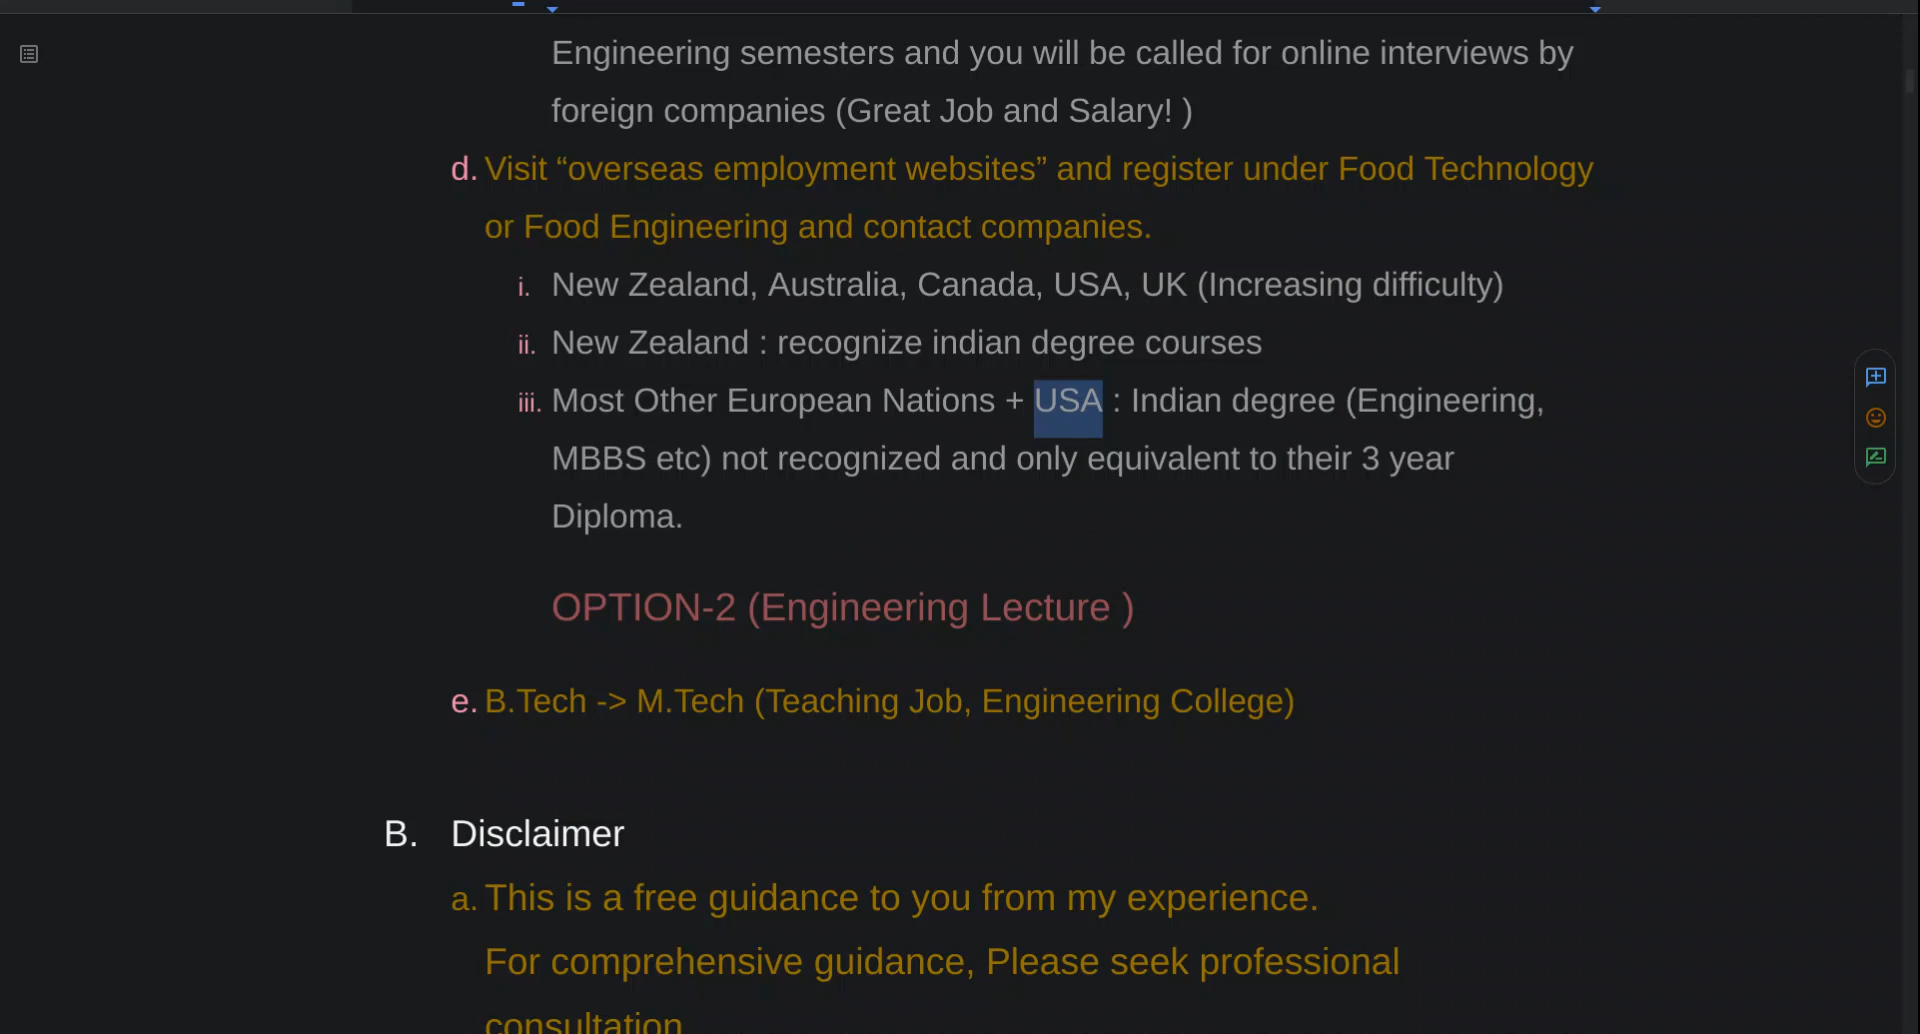 Engineering semesters and you will be called for online interviews by
foreign companies (Great Job and Salary! )
d. Visit “overseas employment websites” and register under Food Technology
or Food Engineering and contact companies.
i. New Zealand, Australia, Canada, USA, UK (Increasing difficulty)
ii. New Zealand : recognize indian degree courses
iii. Most Other European Nations + USA : Indian degree (Engineering,
MBBS etc) not recognized and only equivalent to their 3 year
Diploma.
OPTION-2 (Engineering Lecture )
e. B.Tech -> M.Tech (Teaching Job, Engineering College)
B. Disclaimer
a. This is a free guidance to you from my experience.
For comprehensive guidance, Please seek professional
consultation